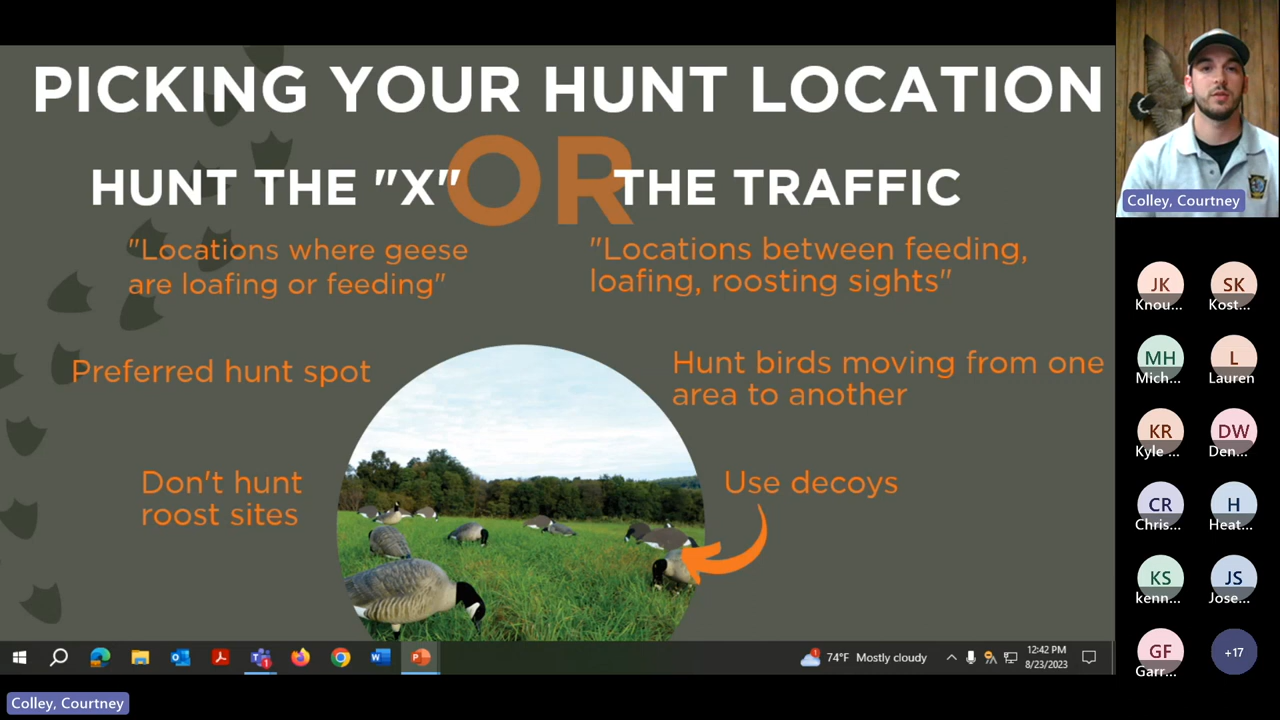 PICKING YOUR HUNT LOCATION
OR
HUNT THE "X"
THE TRAFFIC
"Locations where geese
are loafing or feeding"
"Locations between feeding,
loafing, roosting sights"
Preferred hunt spot
Hunt birds moving from one
area to another
Don't hunt
roost sites
Use decoys
74°F Mostly cloudy
12:42 PM
8/23/2023
Colley, Courtney
Colley, Courtney
JK
SK
Knou...
Kost...
MH
L
Mich...
Lauren
KR
DW
Kyle ...
Den...
CR
H
Chris...
Heat...
KS
JS
kenn...
Jose...
GF
+17
Garr...